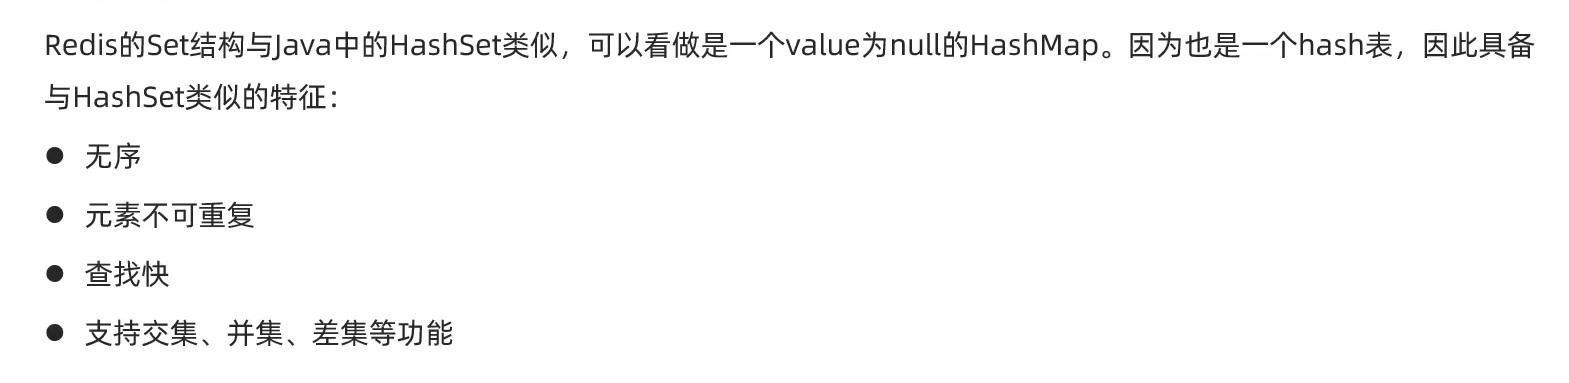 Redis的Set结构与Java中的HashSet类似，可以看做是一个value为null的HashMap。因为也是一个hash表，因此具备
与HashSet类似的特征：
● 无序
● 元素不可重复
● 查找快
● 支持交集、并集、差集等功能